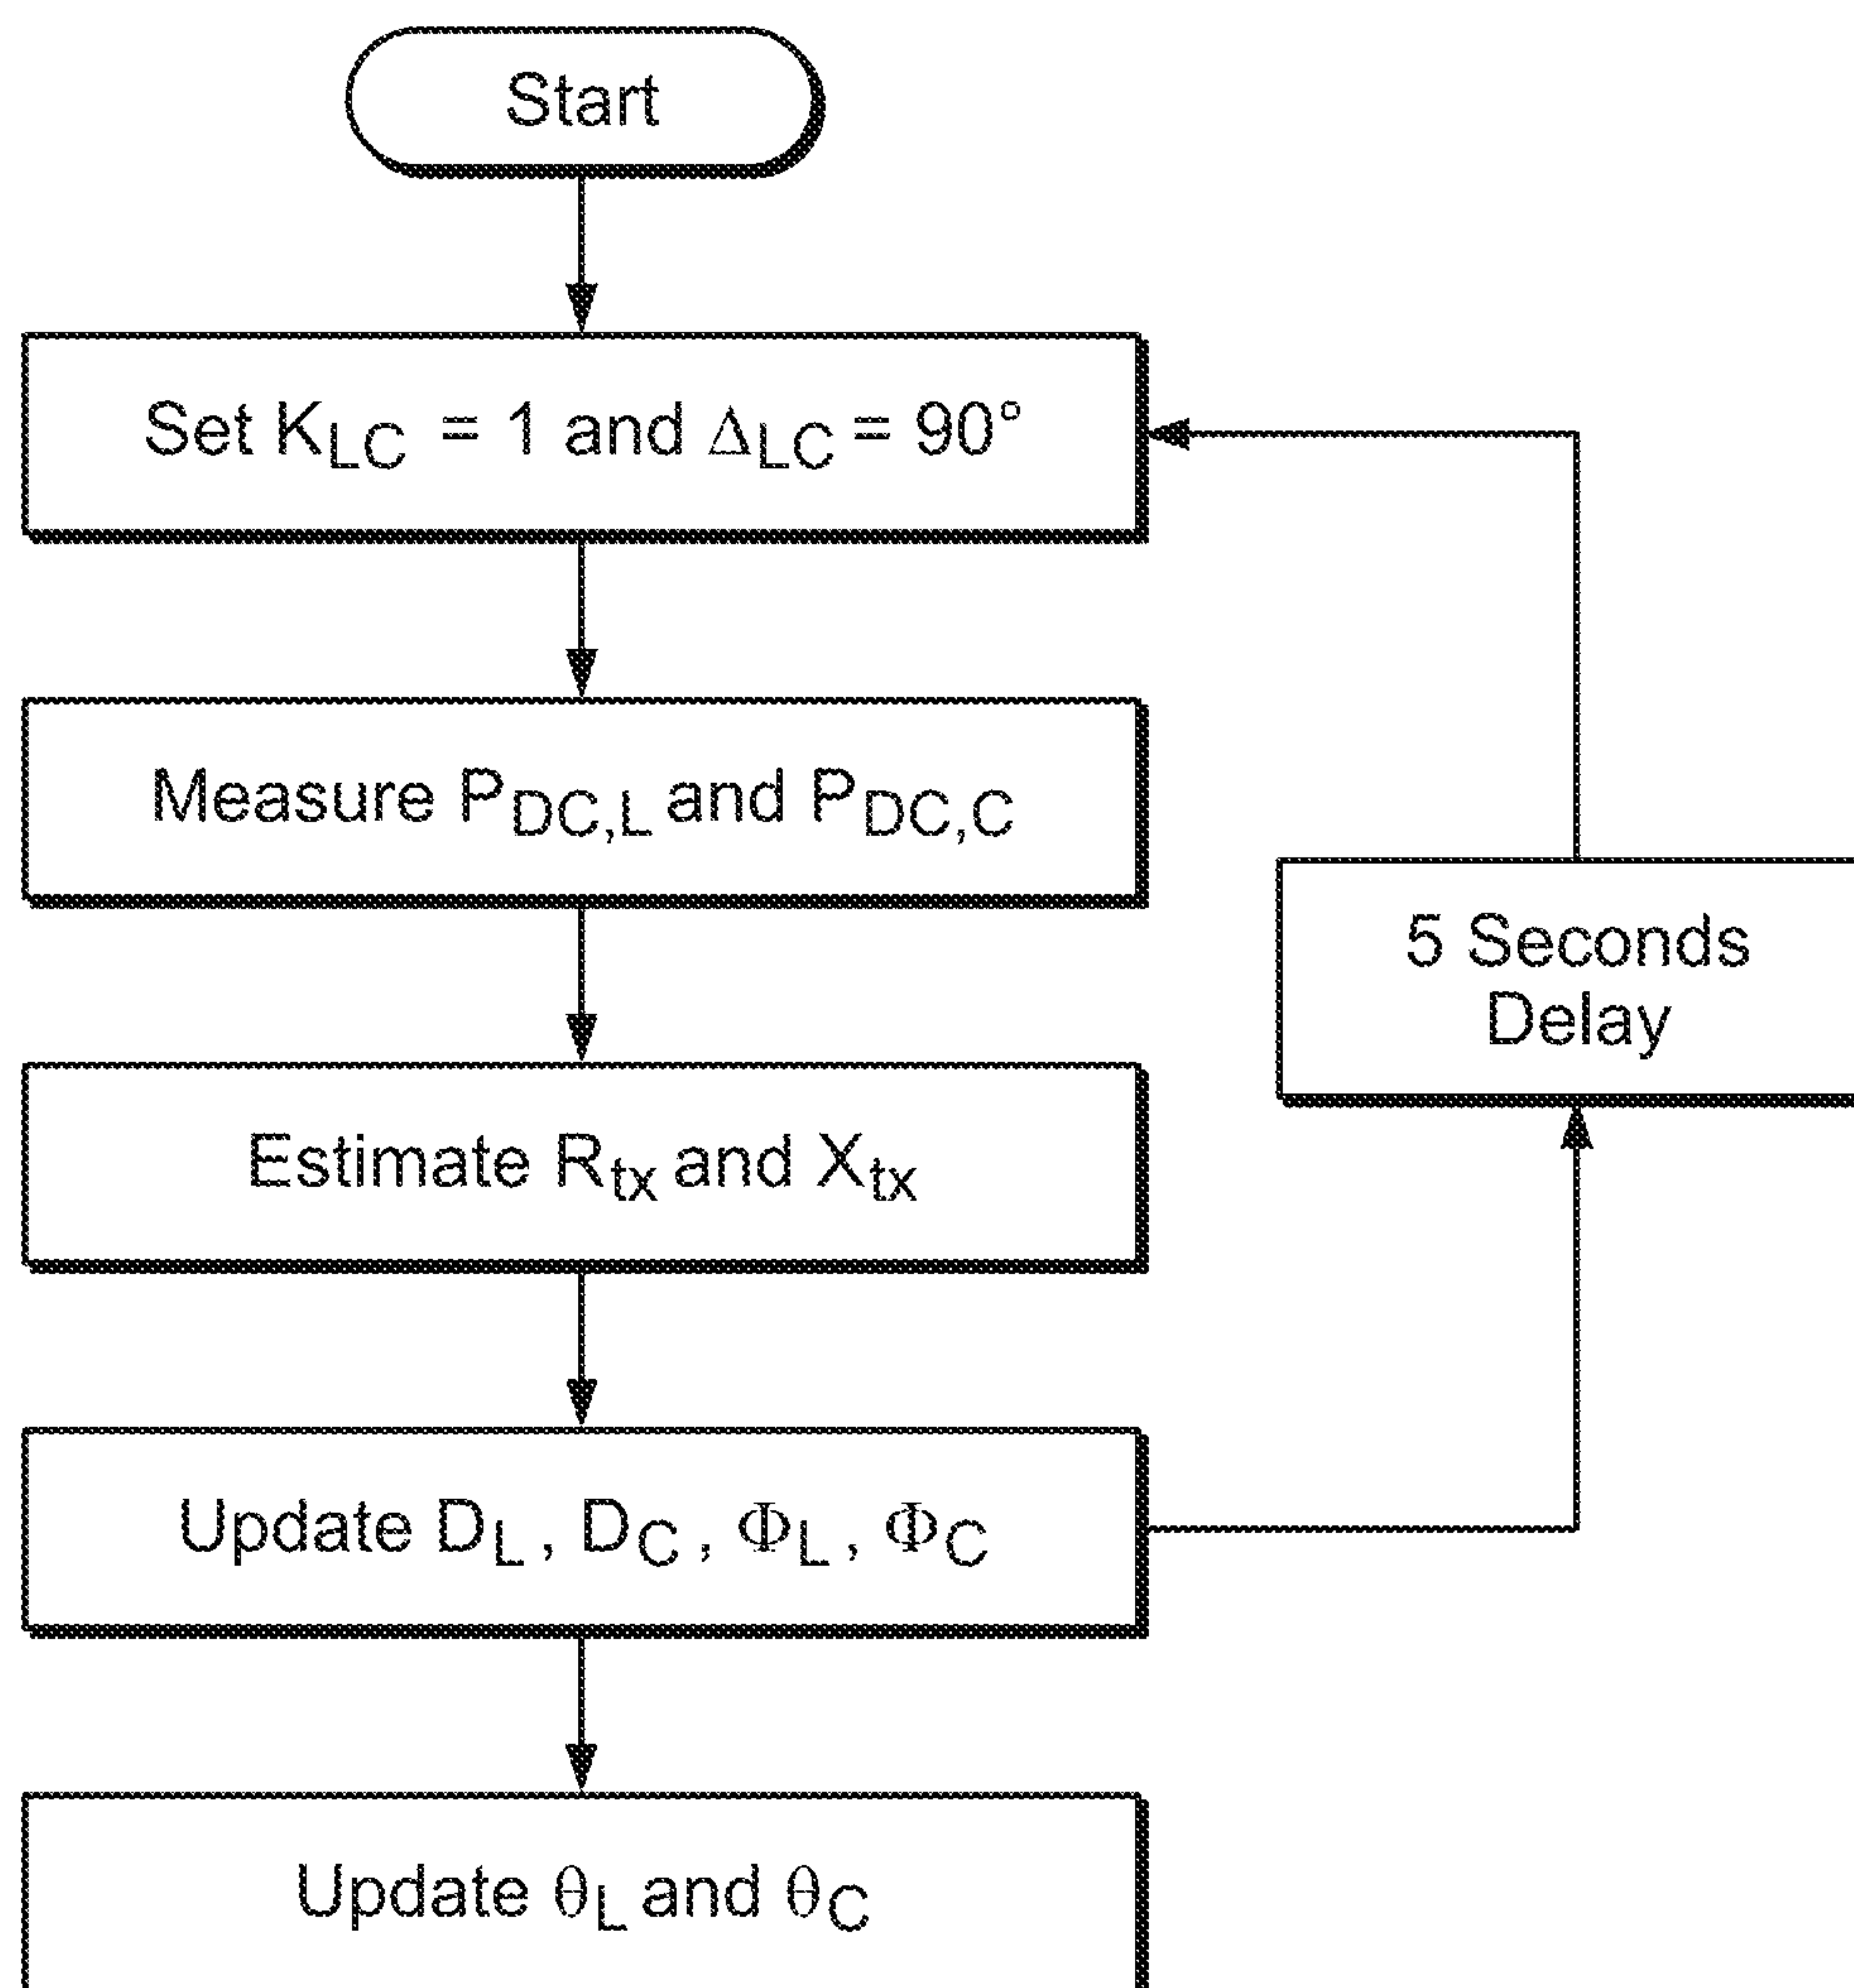 Start
Set K_LC = 1 and Δ_LC = 90°
Measure P_DC,L and P_DC,C
Estimate R_tx and X_tx
Update D_L, D_C, Φ_L, Φ_C
Update θ_L and θ_C
5 Seconds
Delay